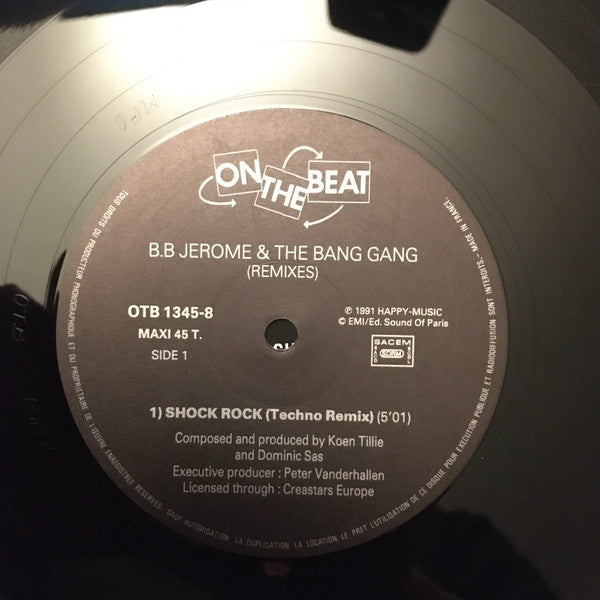 ON THE BEAT
B.B JEROME & THE BANG GANG
(REMIXES)
OTB 1345-8
MAXI 45 T.
SIDE 1
℗ 1991 HAPPY-MUSIC
© EMI/Ed. Sound Of Paris
SACEM
SDRM
1) SHOCK ROCK (Techno Remix) (5'01)
Composed and produced by Koen Tillie
and Dominic Sas
Executive producer : Peter Vanderhallen
Licensed through : Creastars Europe
TOUS DROITS DU PRODUCTEUR PHONOGRAPHIQUE ET DU PROPRIETAIRE DE L'ŒUVRE ENREGISTREE RESERVES. SAUF AUTORISATION LA DUPLICATION, LA LOCATION, LE PRET, L'UTILISATION DE CE DISQUE POUR EXECUTION PUBLIQUE ET RADIODIFFUSION SONT INTERDITS - MADE IN FRANCE.
MPO
OTB